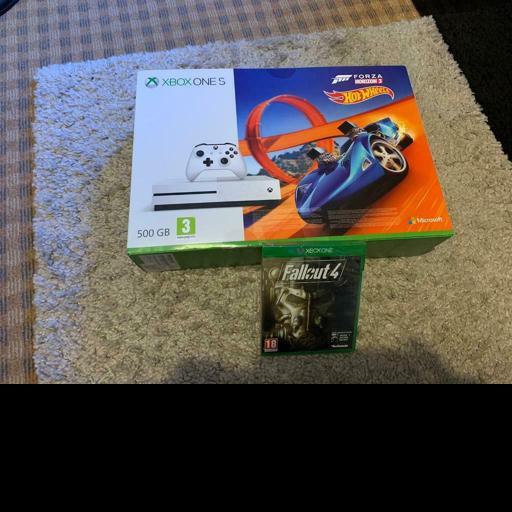 XBOX ONE S
FORZA
HORIZON 3
Hot Wheels
500 GB
3
Microsoft
XBOX ONE
Fallout 4
18